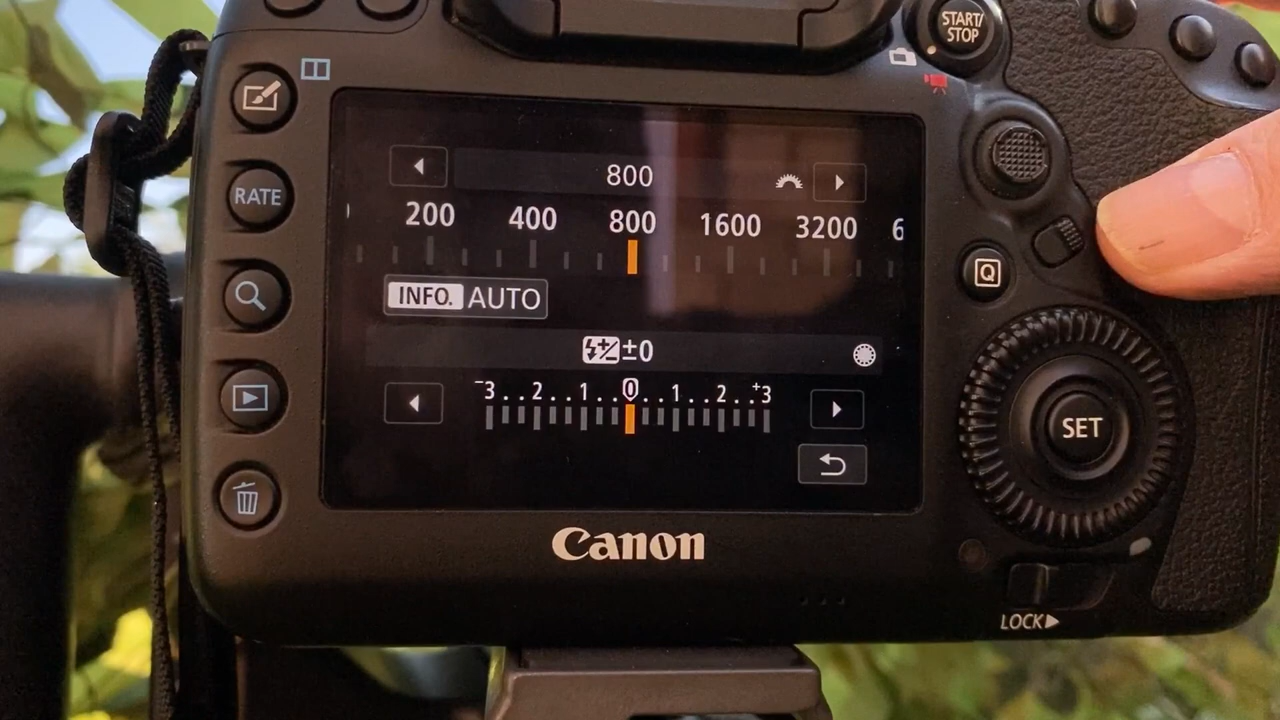 START/
STOP
RATE
800
200 400 800 1600 3200 6
INFO. AUTO
±0
-3..2..1..0..1..2..+3
Q
SET
Canon
LOCK▶